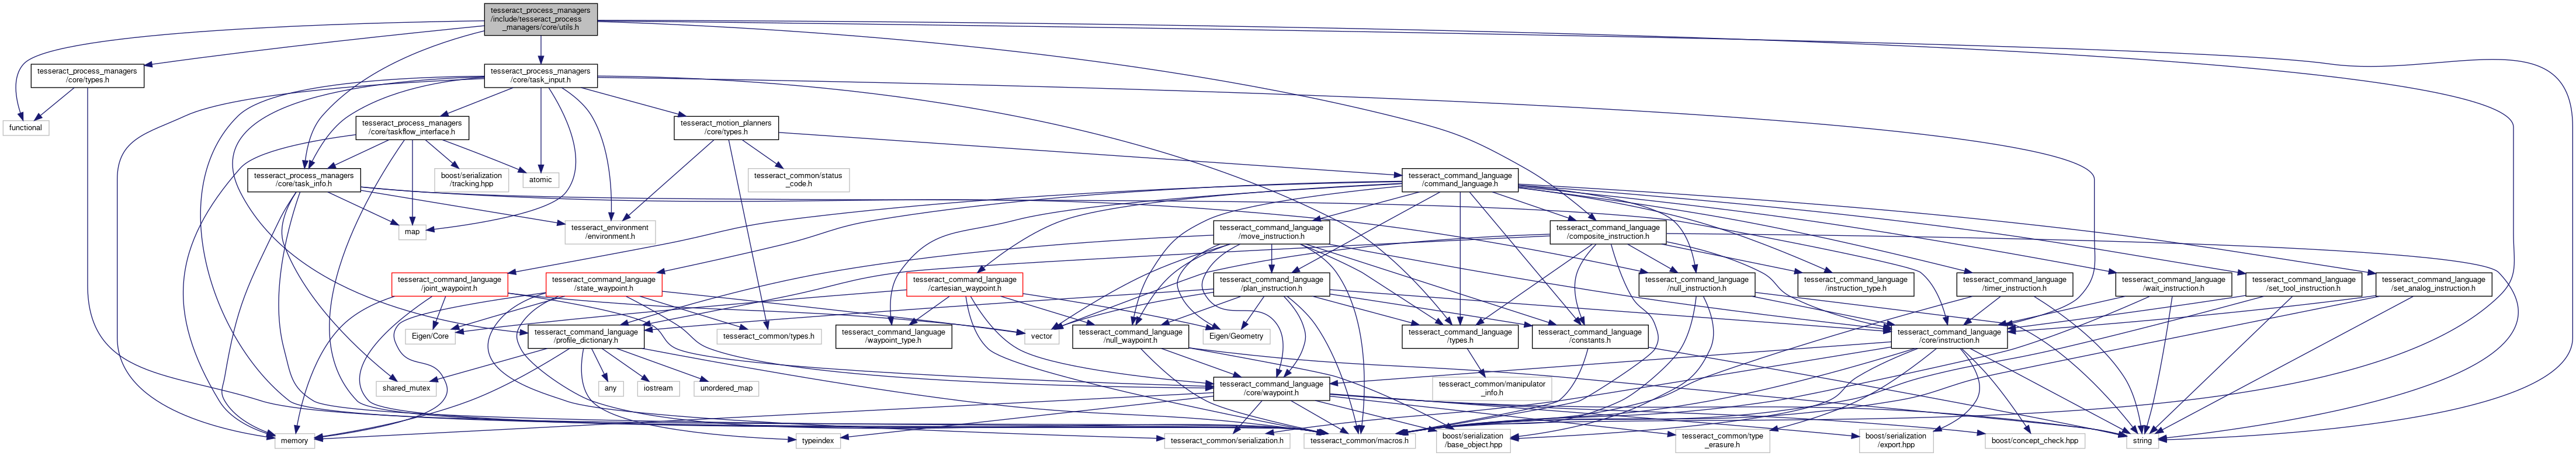 tesseract_process_managers
/include/tesseract_process
_managers/core/utils.h
tesseract_process_managers
/core/types.h
tesseract_process_managers
/core/task_input.h
functional
tesseract_process_managers
/core/taskflow_interface.h
tesseract_motion_planners
/core/types.h
tesseract_process_managers
/core/task_info.h
boost/serialization
/tracking.hpp
atomic
tesseract_common/status
_code.h
tesseract_command_language
/command_language.h
map
tesseract_environment
/environment.h
tesseract_command_language
/move_instruction.h
tesseract_command_language
/composite_instruction.h
tesseract_command_language
/joint_waypoint.h
tesseract_command_language
/state_waypoint.h
tesseract_command_language
/cartesian_waypoint.h
tesseract_command_language
/plan_instruction.h
tesseract_command_language
/null_instruction.h
tesseract_command_language
/instruction_type.h
tesseract_command_language
/timer_instruction.h
tesseract_command_language
/wait_instruction.h
tesseract_command_language
/set_tool_instruction.h
tesseract_command_language
/set_analog_instruction.h
Eigen/Core
tesseract_command_language
/profile_dictionary.h
tesseract_common/types.h
tesseract_command_language
/waypoint_type.h
vector
tesseract_command_language
/null_waypoint.h
Eigen/Geometry
tesseract_command_language
/types.h
tesseract_command_language
/constants.h
tesseract_command_language
/core/instruction.h
shared_mutex
any
iostream
unordered_map
tesseract_command_language
/core/waypoint.h
tesseract_common/manipulator
_info.h
memory
typeindex
tesseract_common/serialization.h
tesseract_common/macros.h
boost/serialization
/base_object.hpp
tesseract_common/type
_erasure.h
boost/serialization
/export.hpp
boost/concept_check.hpp
string